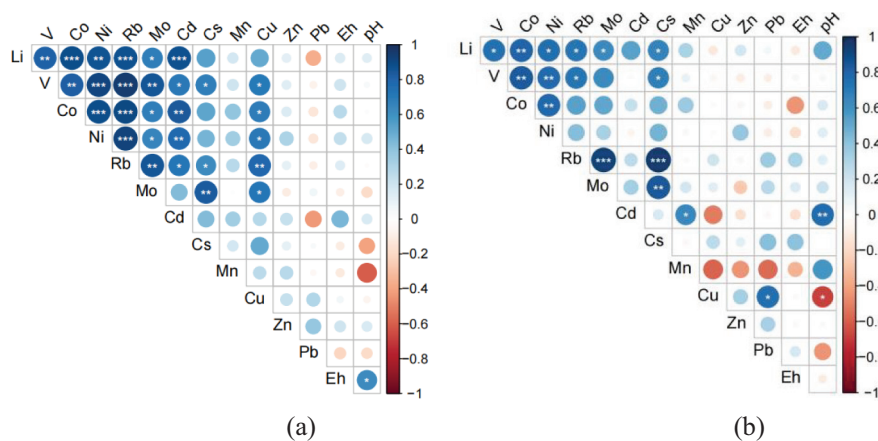 V Co Ni Rb Mo Cd Cs Mn Cu Zn Pb Eh pH
Li ** *** ** *** * ***
V ** *** *** ** * * *
Co *** *** * ** *
Ni *** * ** *
Rb ** * * **
Mo ** *
Cd
Cs
Mn
Cu
Zn
Pb
Eh *
1
0.8
0.6
0.4
0.2
0
−0.2
−0.4
−0.6
−0.8
−1
(a)
V Co Ni Rb Mo Cd Cs Mn Cu Zn Pb Eh pH
Li * ** * * * *
V ** ** * *
Co **
Ni
Rb *** ***
Mo **
Cd * **
Cs
Mn
Cu * *
Zn
Pb
Eh
1
0.8
0.6
0.4
0.2
0
−1
(b)